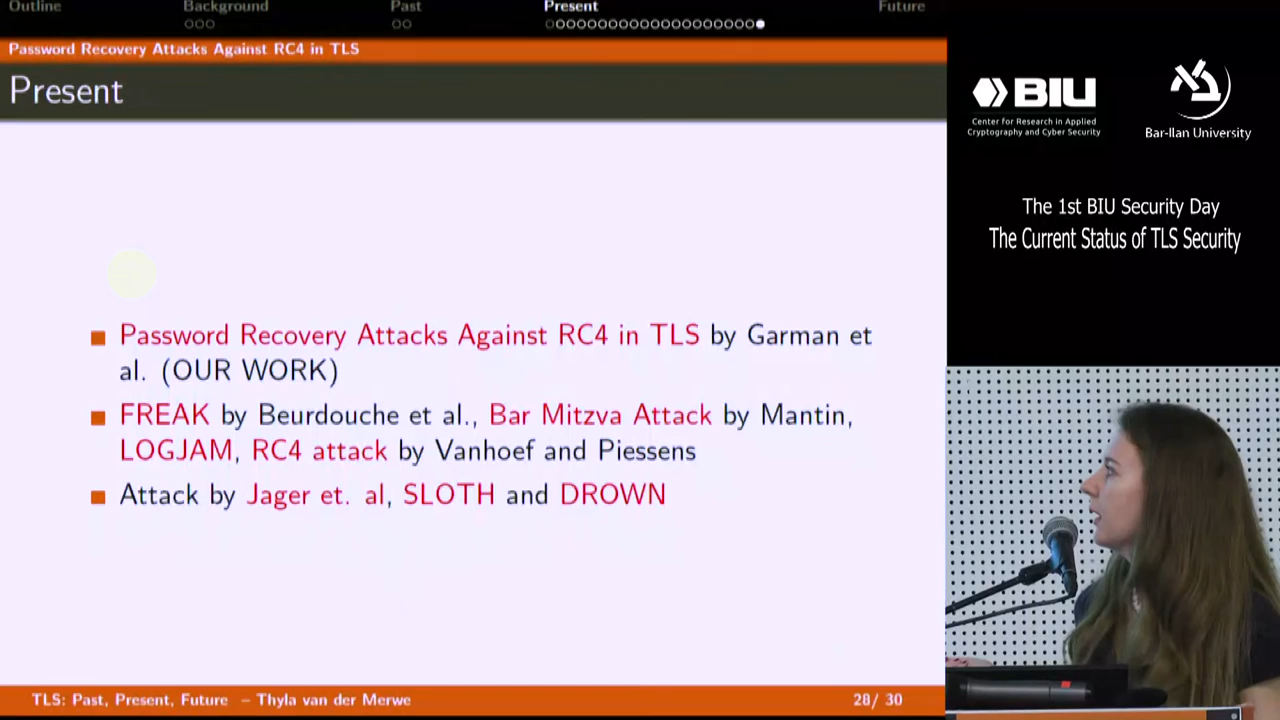 Outline Background Past Present Future
Password Recovery Attacks Against RC4 in TLS
Present
Password Recovery Attacks Against RC4 in TLS by Garman et
al. (OUR WORK)
FREAK by Beurdouche et al., Bar Mitzva Attack by Mantin,
LOGJAM, RC4 attack by Vanhoef and Piessens
Attack by Jager et. al, SLOTH and DROWN
TLS: Past, Present, Future – Thyla van der Merwe 28/ 30
BIU
Center for Research in Applied
Cryptography and Cyber Security
Bar-Ilan University
The 1st BIU Security Day
The Current Status of TLS Security